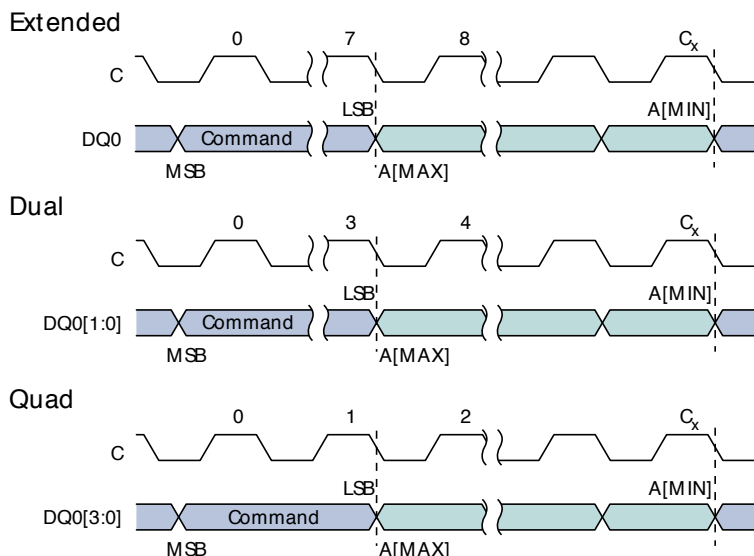 Extended
0 7 8 Cx
C
LSB A[MIN]
DQ0 Command
MSB A[MAX]
Dual
0 3 4 Cx
C
LSB A[MIN]
DQ0[1:0] Command
MSB A[MAX]
Quad
0 1 2 Cx
C
LSB A[MIN]
DQ0[3:0] Command
MSB A[MAX]